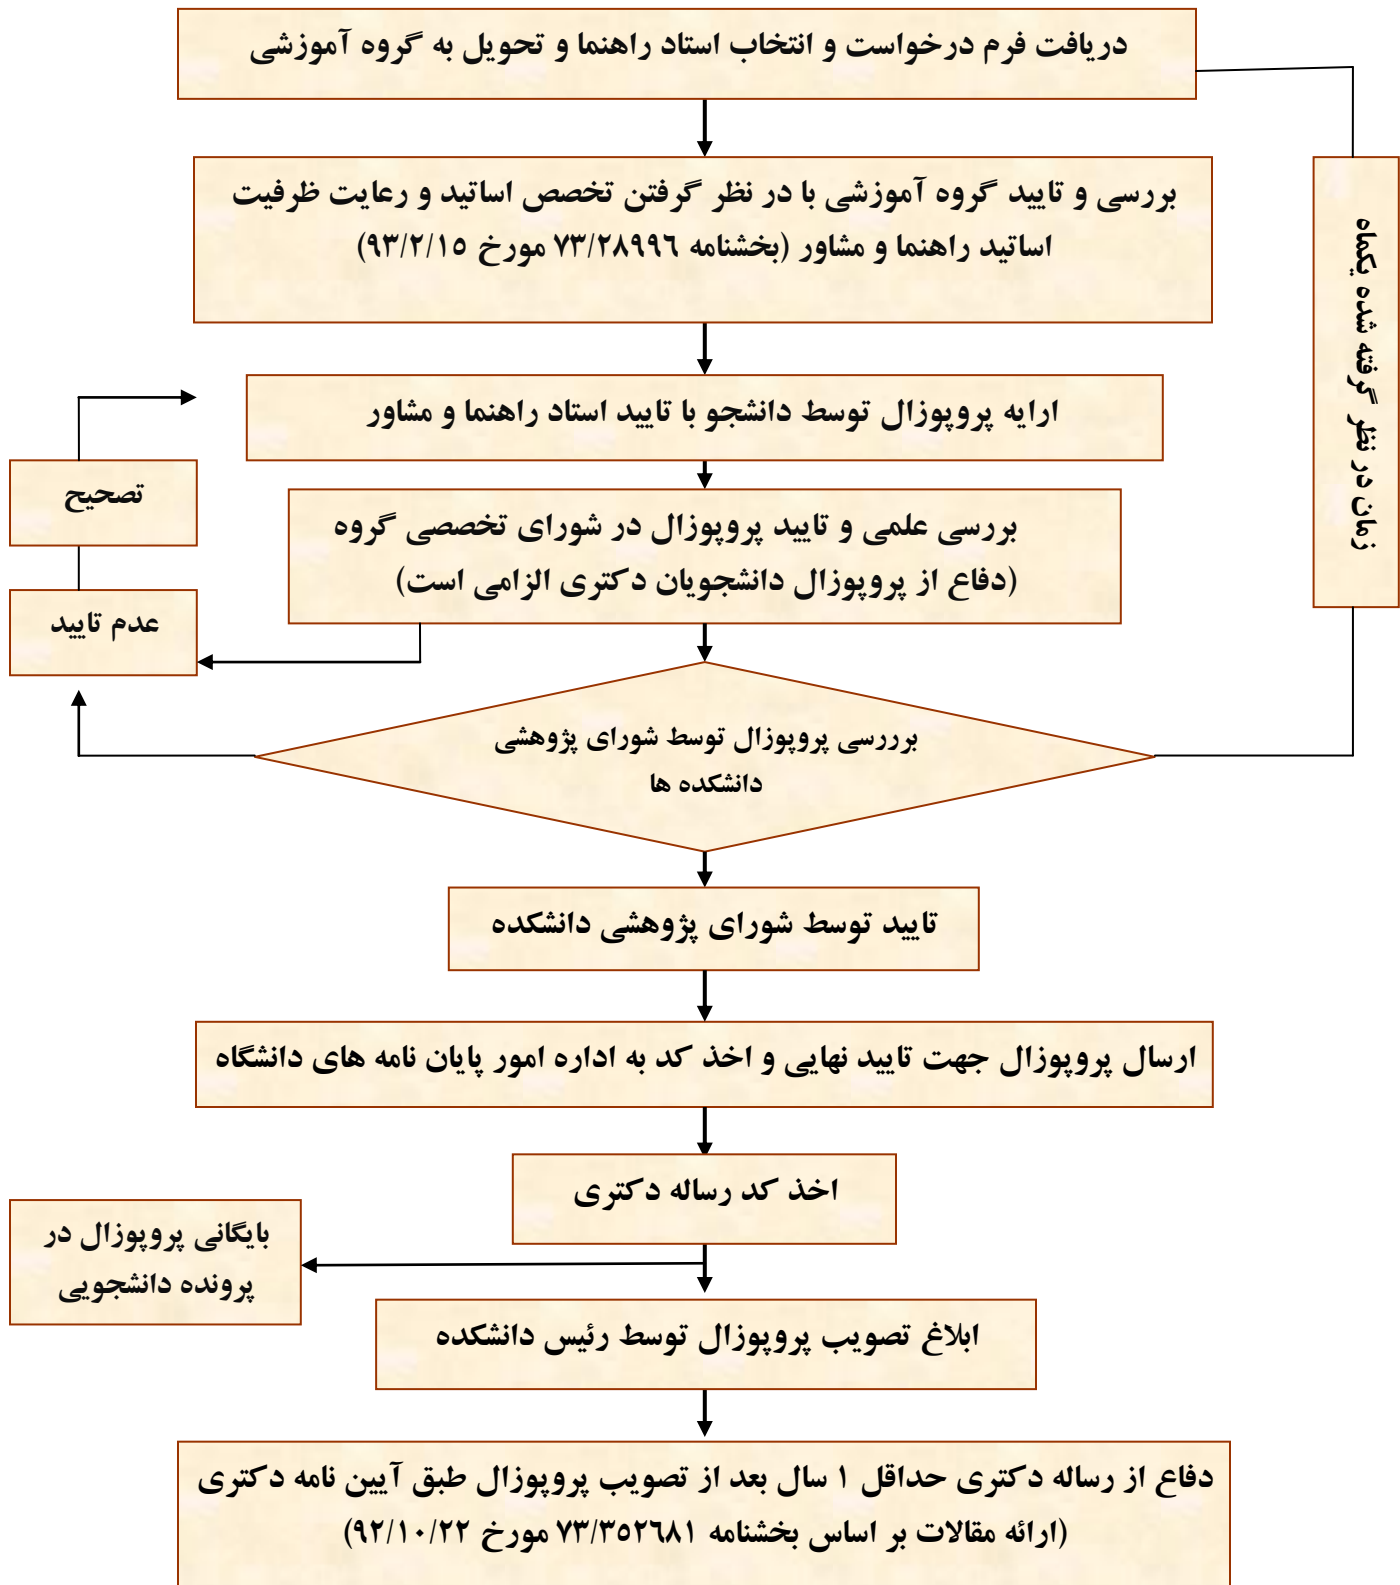 دریافت فرم درخواست و انتخاب استاد راهنما و تحویل به گروه آموزشی
بررسی و تایید گروه آموزشی با در نظر گرفتن تخصص اساتید و رعایت ظرفیت
اساتید راهنما و مشاور (بخشنامه ۷۳/۲۸۹۹۶ مورخ ۹۳/۲/۱۵)
زمان در نظر گرفته شده یکماه
ارایه پروپوزال توسط دانشجو با تایید استاد راهنما و مشاور
تصحیح
بررسی علمی و تایید پروپوزال در شورای تخصصی گروه
(دفاع از پروپوزال دانشجویان دکتری الزامی است)
عدم تایید
برررسی پروپوزال توسط شورای پژوهشی
دانشکده ها
تایید توسط شورای پژوهشی دانشکده
ارسال پروپوزال جهت تایید نهایی و اخذ کد به اداره امور پایان نامه های دانشگاه
اخذ کد رساله دکتری
بایگانی پروپوزال در
پرونده دانشجویی
ابلاغ تصویب پروپوزال توسط رئیس دانشکده
دفاع از رساله دکتری حداقل ۱ سال بعد از تصویب پروپوزال طبق آیین نامه دکتری
(ارائه مقالات بر اساس بخشنامه ۷۳/۳۵۲٦۸۱ مورخ ۹۲/۱۰/۲۲)